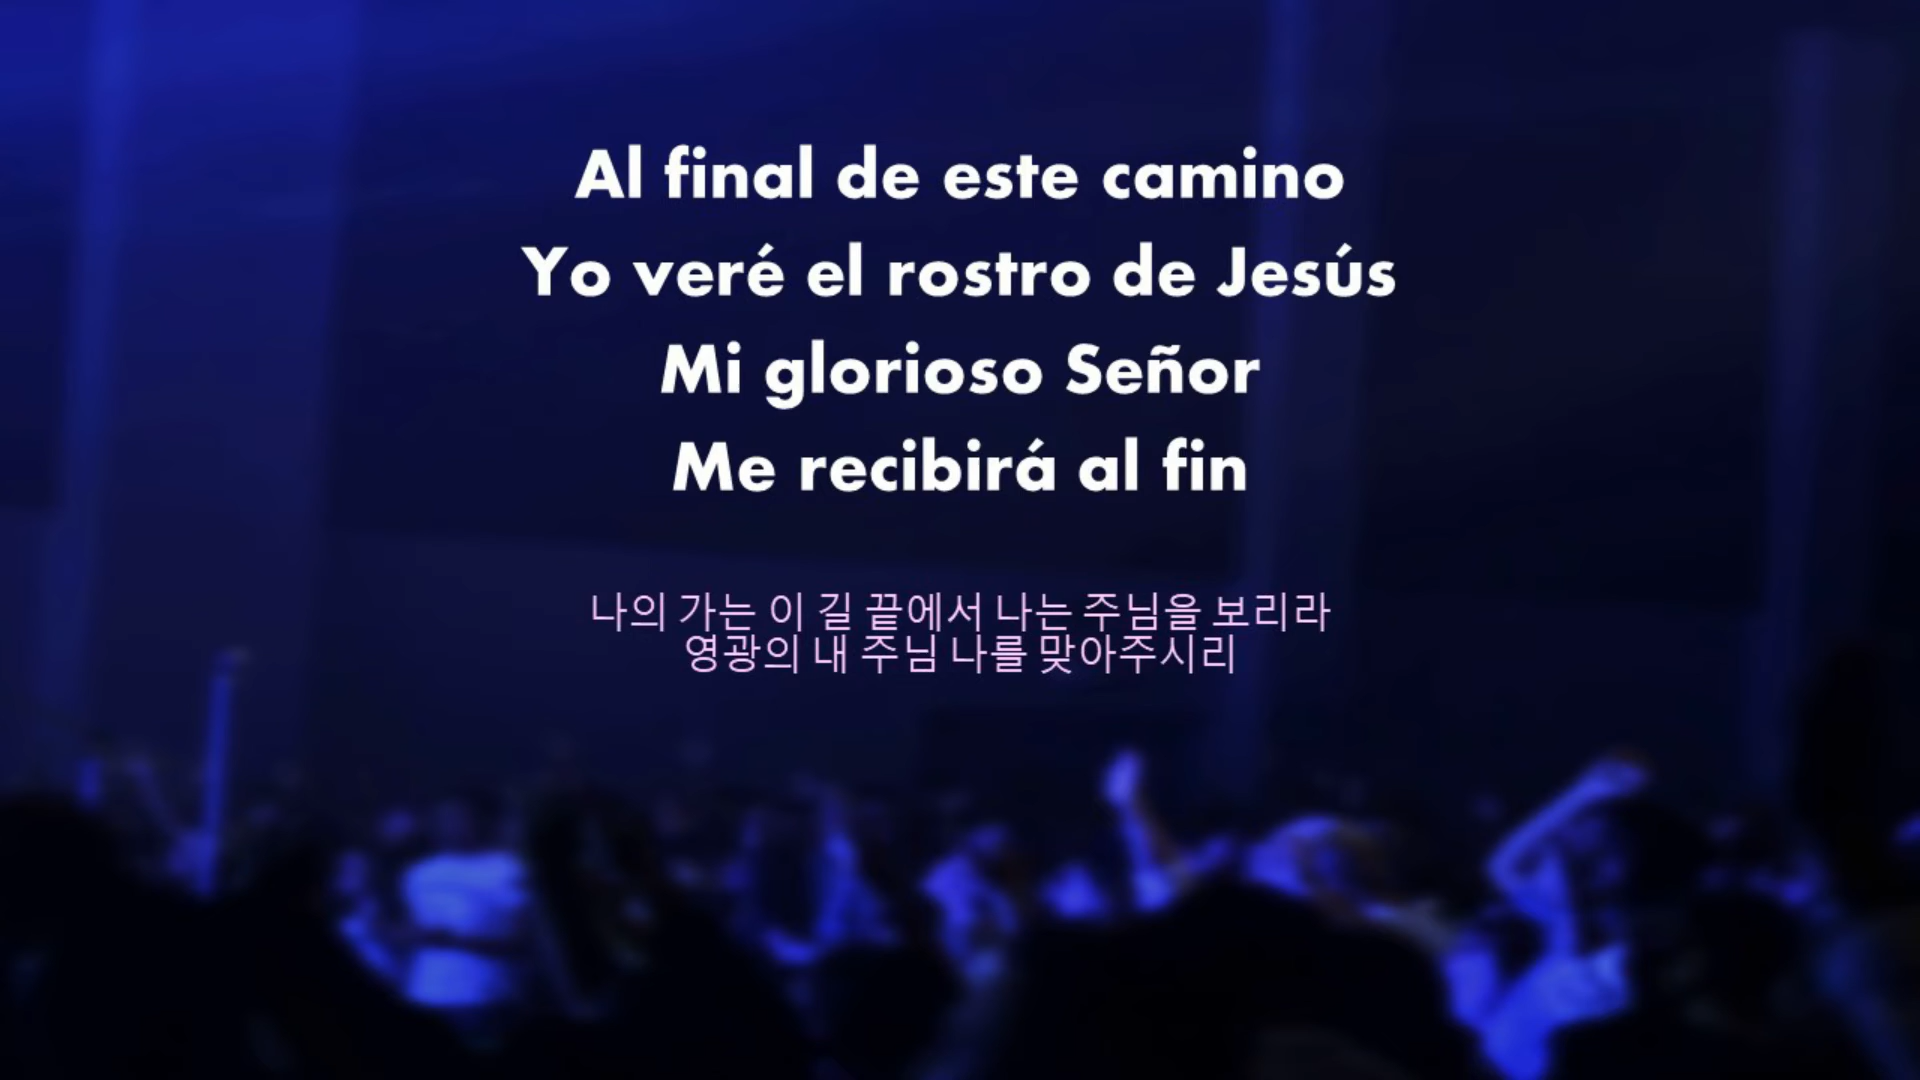 Al final de este camino
Yo veré el rostro de Jesús
Mi glorioso Señor
Me recibirá al fin
나의 가는 이 길 끝에서 나는 주님을 보리라
영광의 내 주님 나를 맞아주시리